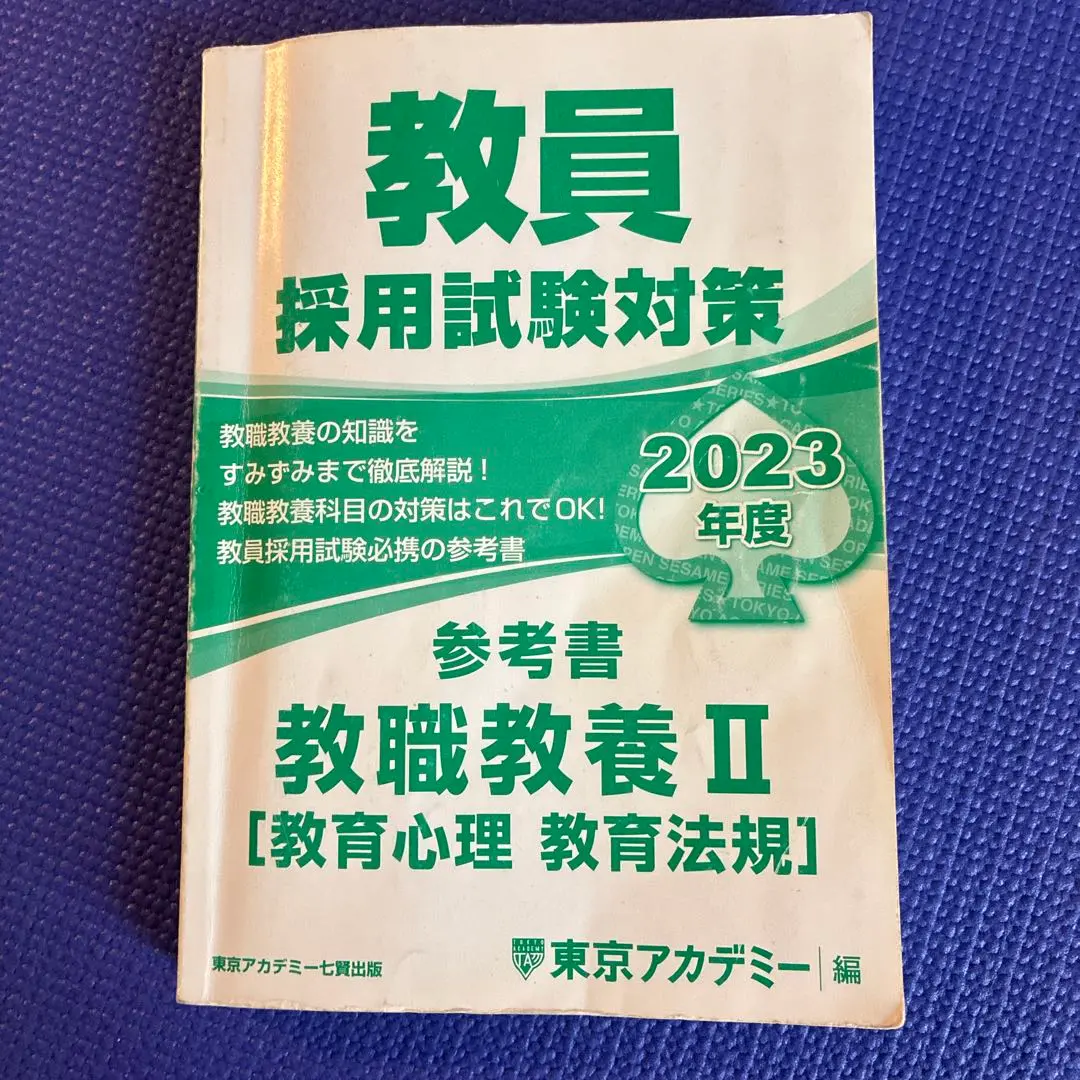 教員
採用試験対策
教職教養の知識を
すみずみまで徹底解説！
教職教養科目の対策はこれでOK！
教員採用試験必携の参考書
2023
年度
参考書
教職教養Ⅱ
［教育心理 教育法規］
東京アカデミー七賢出版
TOKYO
ACADEMY
東京アカデミー｜編